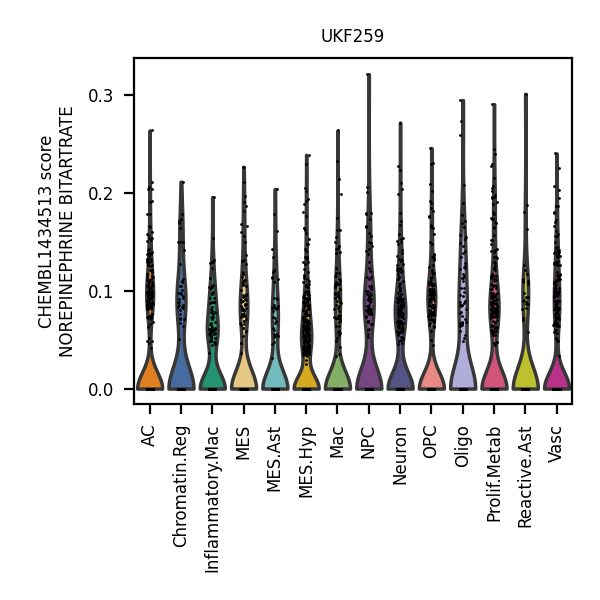 UKF259
CHEMBL1434513 score
NOREPINEPHRINE BITARTRATE
0.3
0.2
0.1
0.0
AC
Chromatin.Reg
Inflammatory.Mac
MES
MES.Ast
MES.Hyp
Mac
NPC
Neuron
OPC
Oligo
Prolif.Metab
Reactive.Ast
Vasc